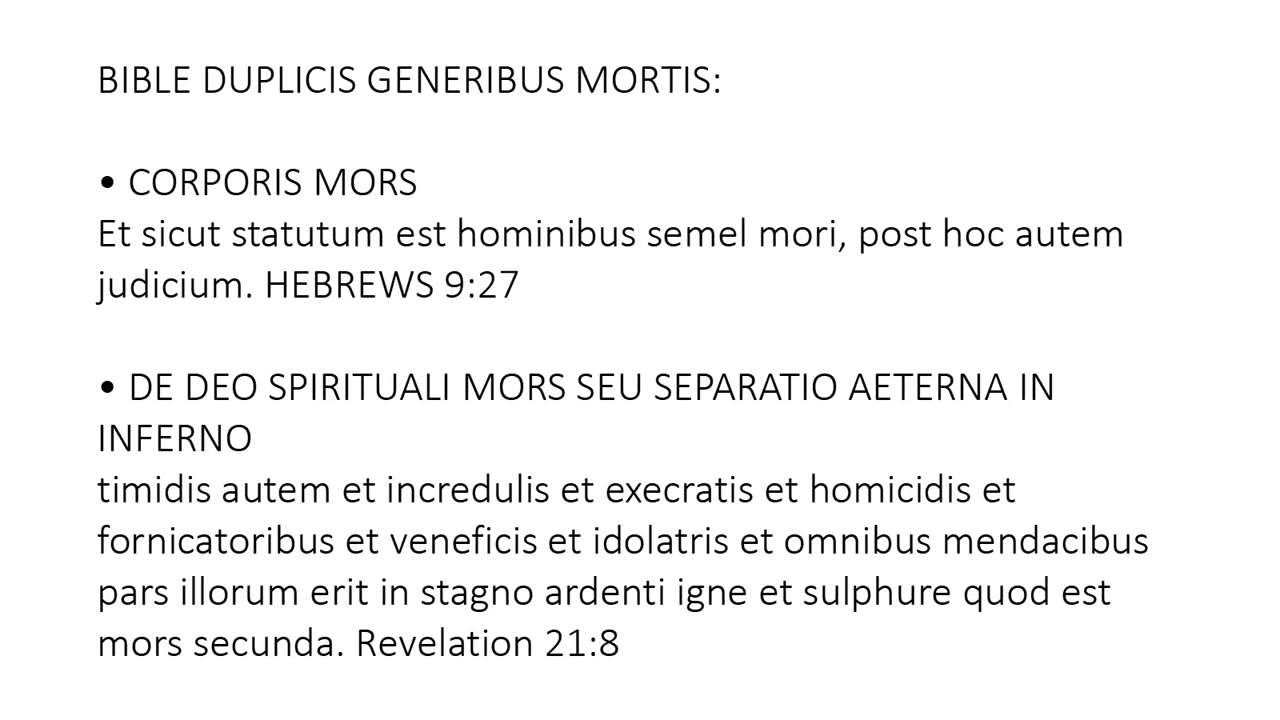 BIBLE DUPLICIS GENERIBUS MORTIS:
• CORPORIS MORS
Et sicut statutum est hominibus semel mori, post hoc autem
judicium. HEBREWS 9:27
• DE DEO SPIRITUALI MORS SEU SEPARATIO AETERNA IN
INFERNO
timidis autem et incredulis et execratis et homicidis et
fornicatoribus et veneficis et idolatris et omnibus mendacibus
pars illorum erit in stagno ardenti igne et sulphure quod est
mors secunda. Revelation 21:8